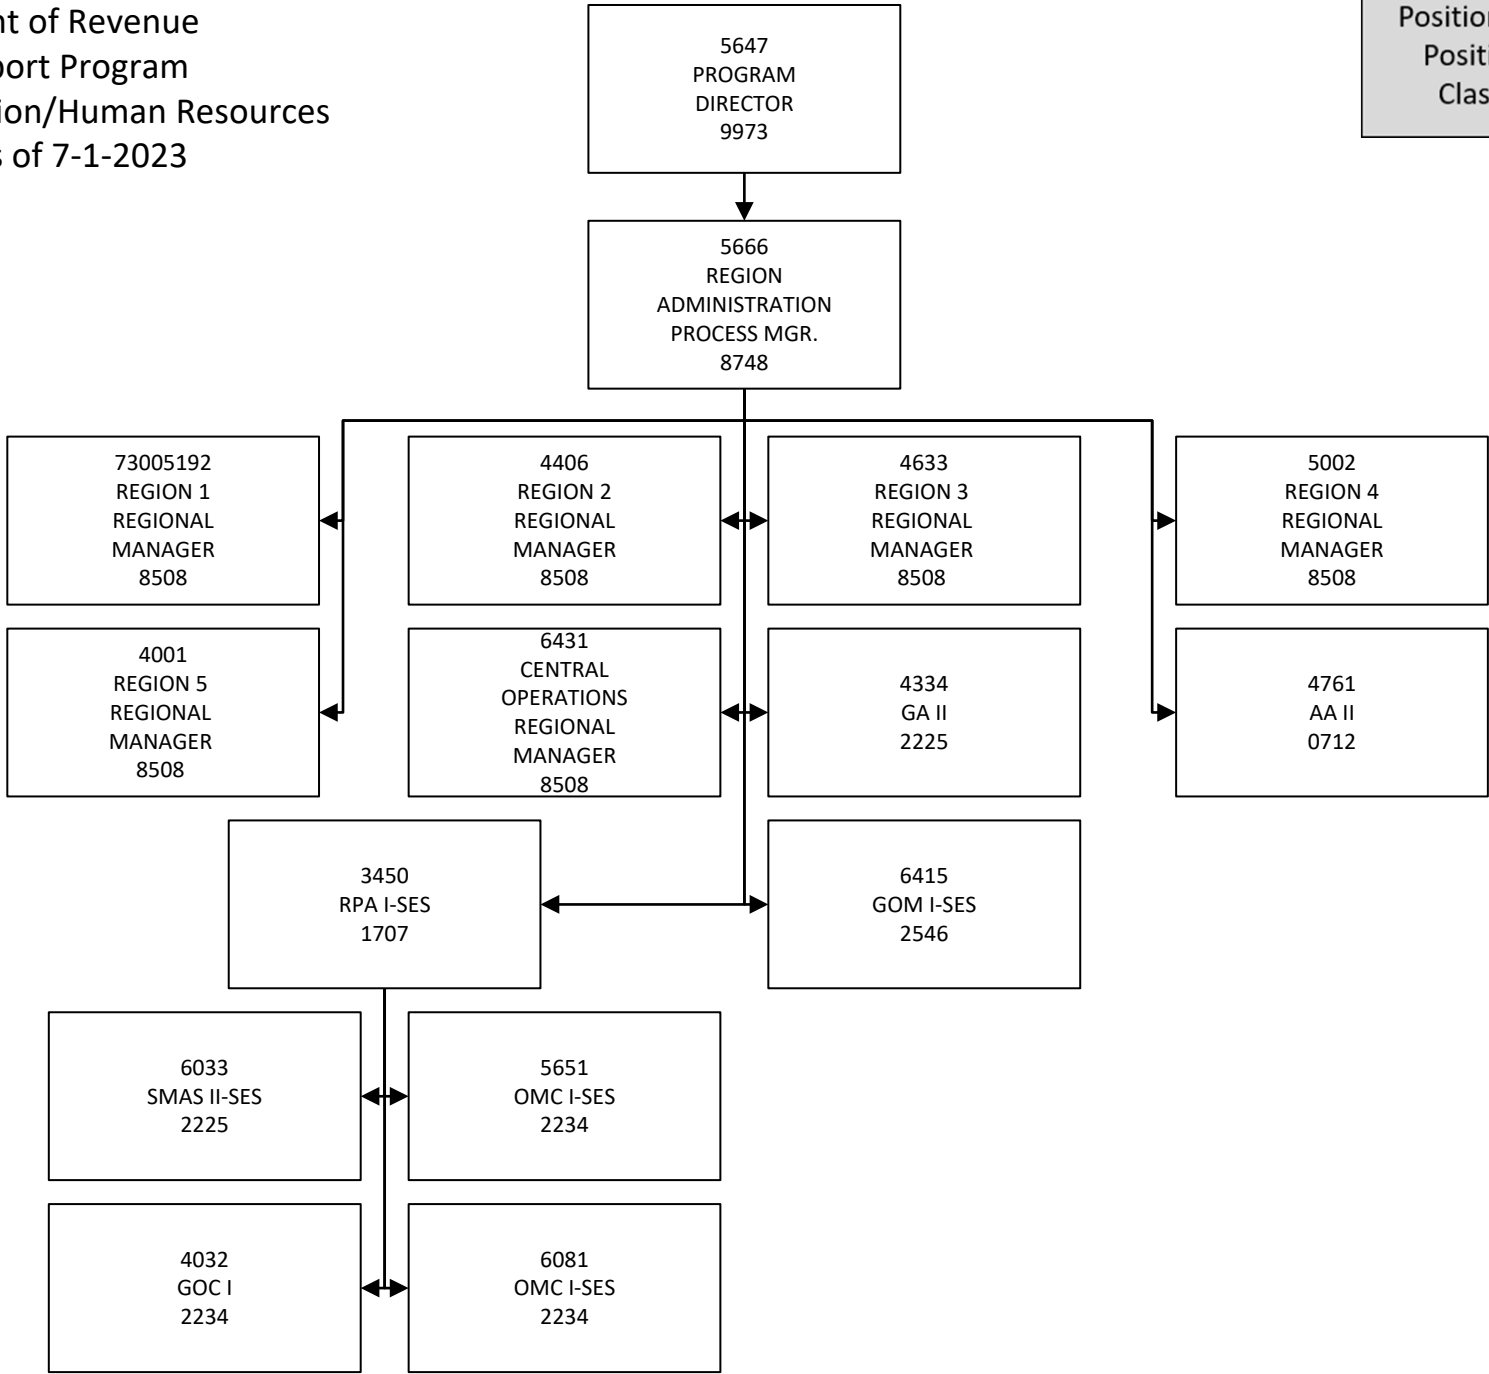 of Revenue
Program
Resources
of 7-1-2023
5647
PROGRAM
DIRECTOR
9973
5666
REGION
ADMINISTRATION
PROCESS MGR.
8748
73005192
REGION 1
REGIONAL
MANAGER
8508
4406
REGION 2
REGIONAL
MANAGER
8508
4633
REGION 3
REGIONAL
MANAGER
8508
5002
REGION 4
REGIONAL
MANAGER
8508
4001
REGION 5
REGIONAL
MANAGER
8508
6431
CENTRAL
OPERATIONS
REGIONAL
MANAGER
8508
4334
GA II
2225
4761
AA II
0712
3450
RPA I-SES
1707
6415
GOM I-SES
2546
6033
SMAS II-SES
2225
5651
OMC I-SES
2234
4032
GOC I
2234
6081
OMC I-SES
2234